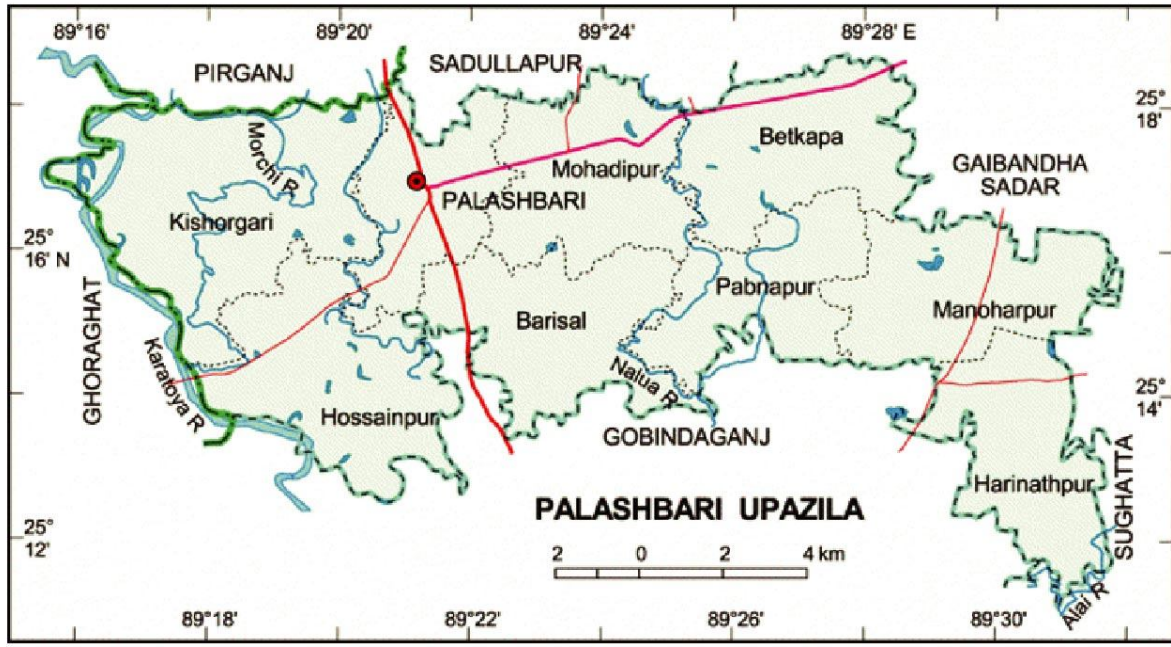 89°16'
89°20'
89°24'
89°28' E
PIRGANJ
SADULLAPUR
25°
18'
Betkapa
Morchi R
Mohadipur
GAIBANDHA
SADAR
PALASHBARI
Kishorgari
25°
16' N
Pabnapur
Manoharpur
Barisal
GHORAGHAT
Karatoya R
Nalua R
25°
14'
Hossainpur
GOBINDAGANJ
Harinathpur
SUGHATTA
PALASHBARI UPAZILA
25°
12'
2 0 2 4 km
Alai R
89°18'
89°22'
89°26'
89°30'